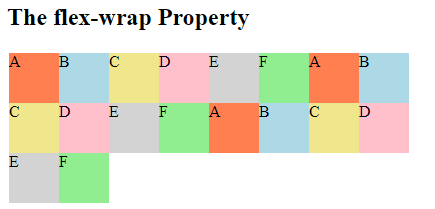 The flex-wrap Property
A B C D E F A B
C D E F A B C D
E F